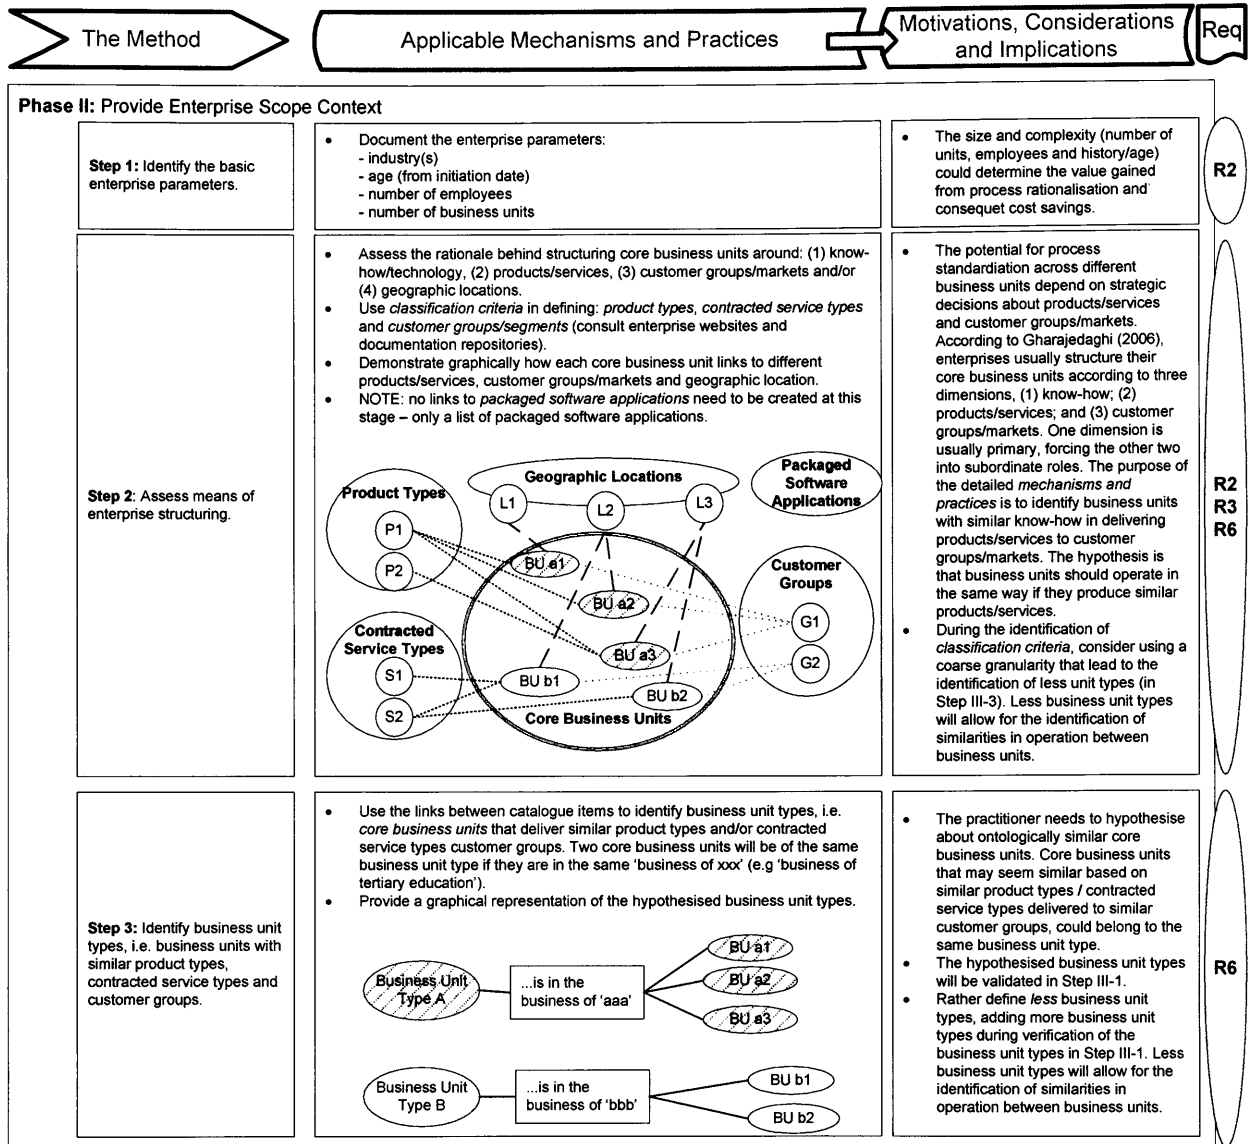 The Method
Applicable Mechanisms and Practices
Motivations, Considerations
and Implications
Req
Phase II: Provide Enterprise Scope Context
Step 1: Identify the basic
enterprise parameters.
• Document the enterprise parameters:
- industry(s)
- age (from initiation date)
- number of employees
- number of business units
• The size and complexity (number of
units, employees and history/age)
could determine the value gained
from process rationalisation and
consequet cost savings.
R2
Step 2: Assess means of
enterprise structuring.
• Assess the rationale behind structuring core business units around: (1) know-
how/technology, (2) products/services, (3) customer groups/markets and/or
(4) geographic locations.
• Use classification criteria in defining: product types, contracted service types
and customer groups/segments (consult enterprise websites and
documentation repositories).
• Demonstrate graphically how each core business unit links to different
products/services, customer groups/markets and geographic location.
• NOTE: no links to packaged software applications need to be created at this
stage – only a list of packaged software applications.
Product Types
P1
P2
Contracted
Service Types
S1
S2
Geographic Locations
L1
L2
L3
BU a1
BU a2
BU a3
BU b1
BU b2
Core Business Units
Packaged
Software
Applications
Customer
Groups
G1
G2
• The potential for process
standardiation across different
business units depend on strategic
decisions about products/services
and customer groups/markets.
According to Gharajedaghi (2006),
enterprises usually structure their
core business units according to three
dimensions, (1) know-how; (2)
products/services; and (3) customer
groups/markets. One dimension is
usually primary, forcing the other two
into subordinate roles. The purpose of
the detailed mechanisms and
practices is to identify business units
with similar know-how in delivering
products/services to customer
groups/markets. The hypothesis is
that business units should operate in
the same way if they produce similar
products/services.
• During the identification of
classification criteria, consider using a
coarse granularity that lead to the
identification of less unit types (in
Step III-3). Less business unit types
will allow for the identification of
similarities in operation between
business units.
R2
R3
R6
Step 3: Identify business unit
types, i.e. business units with
similar product types,
contracted service types and
customer groups.
• Use the links between catalogue items to identify business unit types, i.e.
core business units that deliver similar product types and/or contracted
service types customer groups. Two core business units will be of the same
business unit type if they are in the same ‘business of xxx’ (e.g ‘business of
tertiary education’).
• Provide a graphical representation of the hypothesised business unit types.
Business Unit
Type A
...is in the
business of ‘aaa’
BU a1
BU a2
BU a3
Business Unit
Type B
...is in the
business of ‘bbb’
BU b1
BU b2
• The practitioner needs to hypothesise
about ontologically similar core
business units. Core business units
that may seem similar based on
similar product types / contracted
service types delivered to similar
customer groups, could belong to the
same business unit type.
• The hypothesised business unit types
will be validated in Step III-1.
• Rather define less business unit
types, adding more business unit
types during verification of the
business unit types in Step III-1. Less
business unit types will allow for the
identification of similarities in
operation between business units.
R6